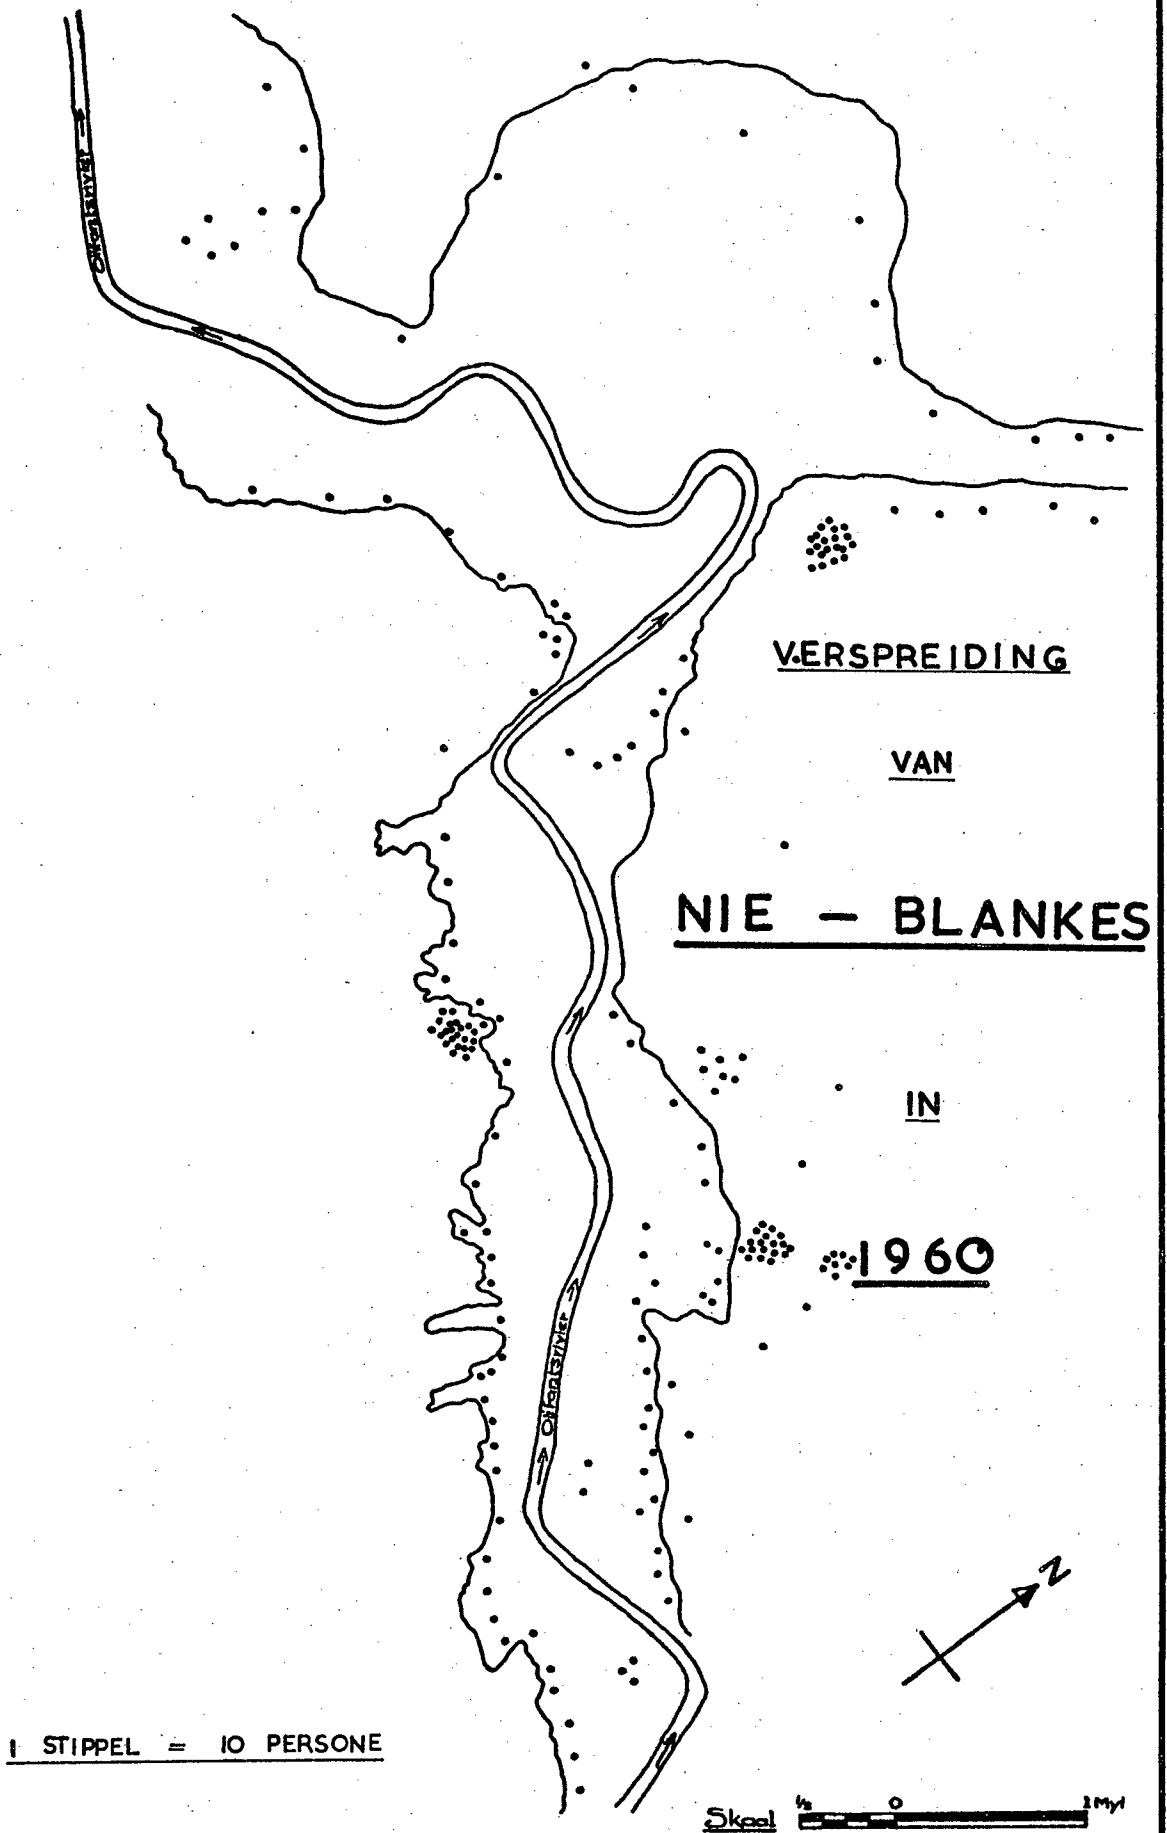 Olifantsrivier
VERSPREIDING
VAN
NIE – BLANKES
IN
1960
Olifantsrivier
N
1 STIPPEL = 10 PERSONE
Skaal ½ 0 1 Myl